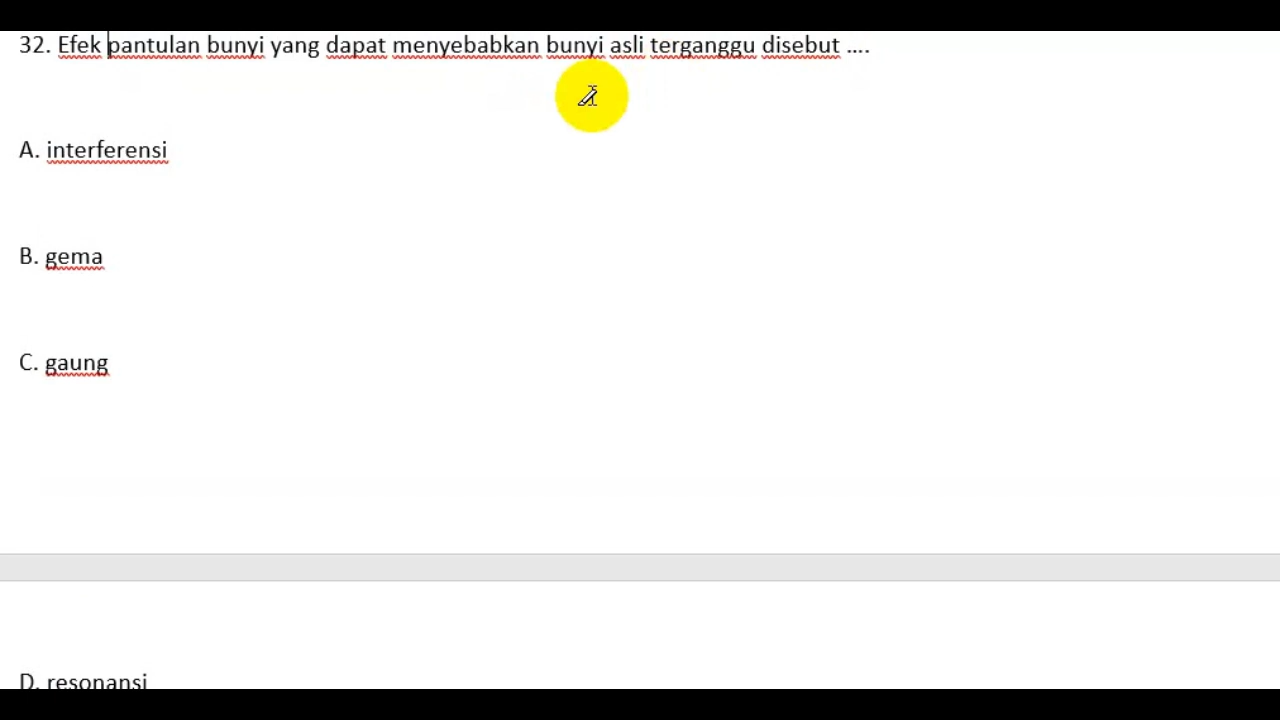 32. Efek pantulan bunyi yang dapat menyebabkan bunyi asli terganggu disebut ....
A. interferensi
B. gema
C. gaung
D. resonansi